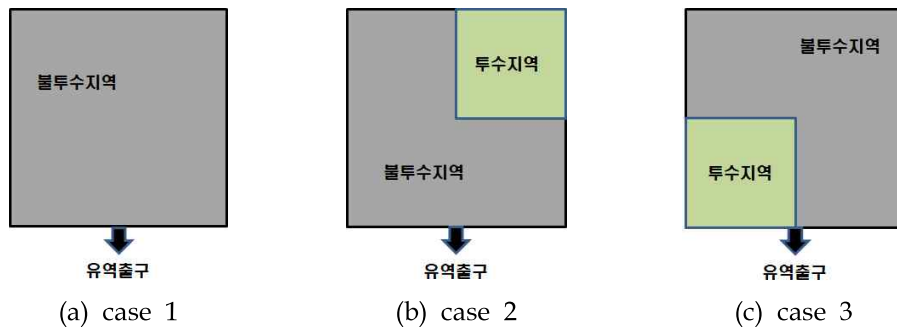 불투수지역
유역출구
(a) case 1
투수지역
불투수지역
유역출구
(b) case 2
불투수지역
투수지역
유역출구
(c) case 3